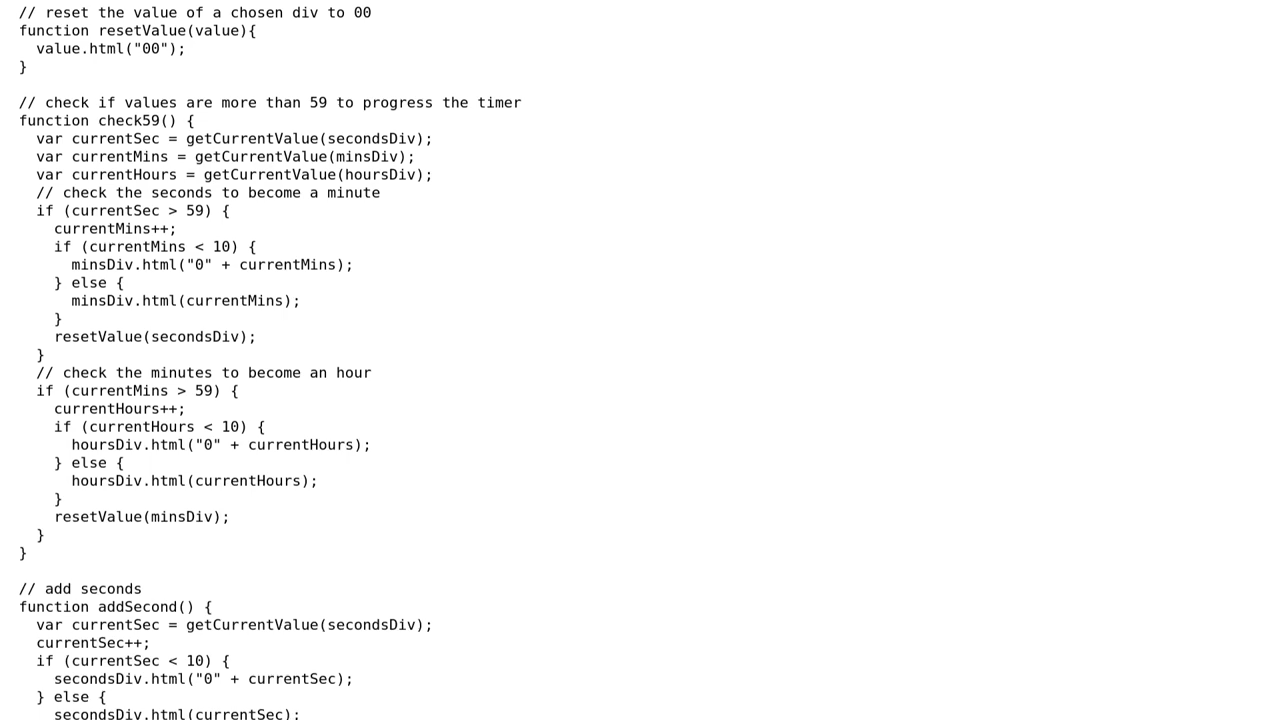 // reset the value of a chosen div to 00
function resetValue(value){
  value.html("00");
}

// check if values are more than 59 to progress the timer
function check59() {
  var currentSec = getCurrentValue(secondsDiv);
  var currentMins = getCurrentValue(minsDiv);
  var currentHours = getCurrentValue(hoursDiv);
  // check the seconds to become a minute
  if (currentSec > 59) {
    currentMins++;
    if (currentMins < 10) {
      minsDiv.html("0" + currentMins);
    } else {
      minsDiv.html(currentMins);
    }
    resetValue(secondsDiv);
  }
  // check the minutes to become an hour
  if (currentMins > 59) {
    currentHours++;
    if (currentHours < 10) {
      hoursDiv.html("0" + currentHours);
    } else {
      hoursDiv.html(currentHours);
    }
    resetValue(minsDiv);
  }
}

// add seconds
function addSecond() {
  var currentSec = getCurrentValue(secondsDiv);
  currentSec++;
  if (currentSec < 10) {
    secondsDiv.html("0" + currentSec);
  } else {
    secondsDiv.html(currentSec);